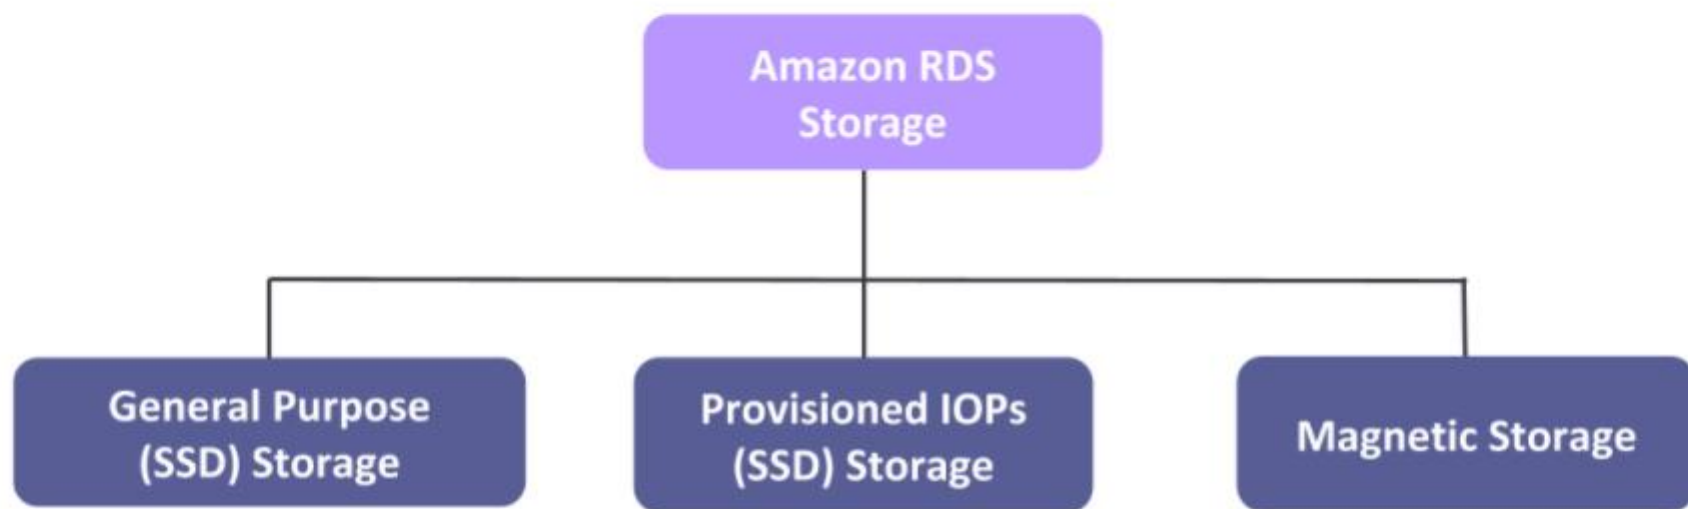 Amazon RDS
Storage
General Purpose
(SSD) Storage
Provisioned IOPs
(SSD) Storage
Magnetic Storage